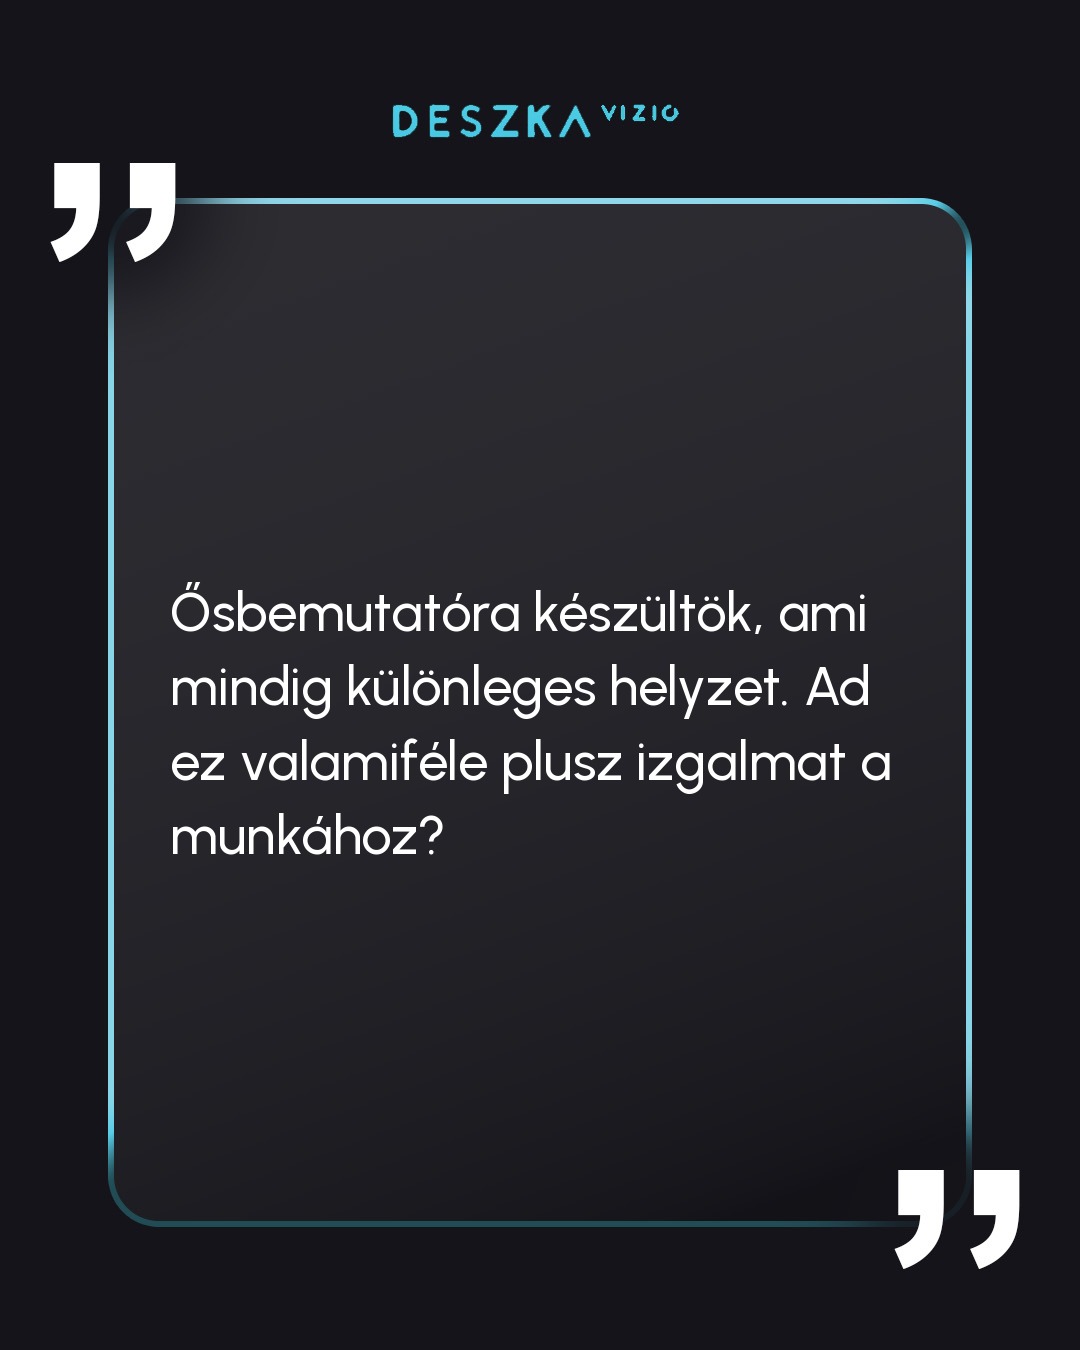 DESZKA VIZIO
”
Ősbemutatóra készültök, ami
mindig különleges helyzet. Ad
ez valamiféle plusz izgalmat a
munkához?
”